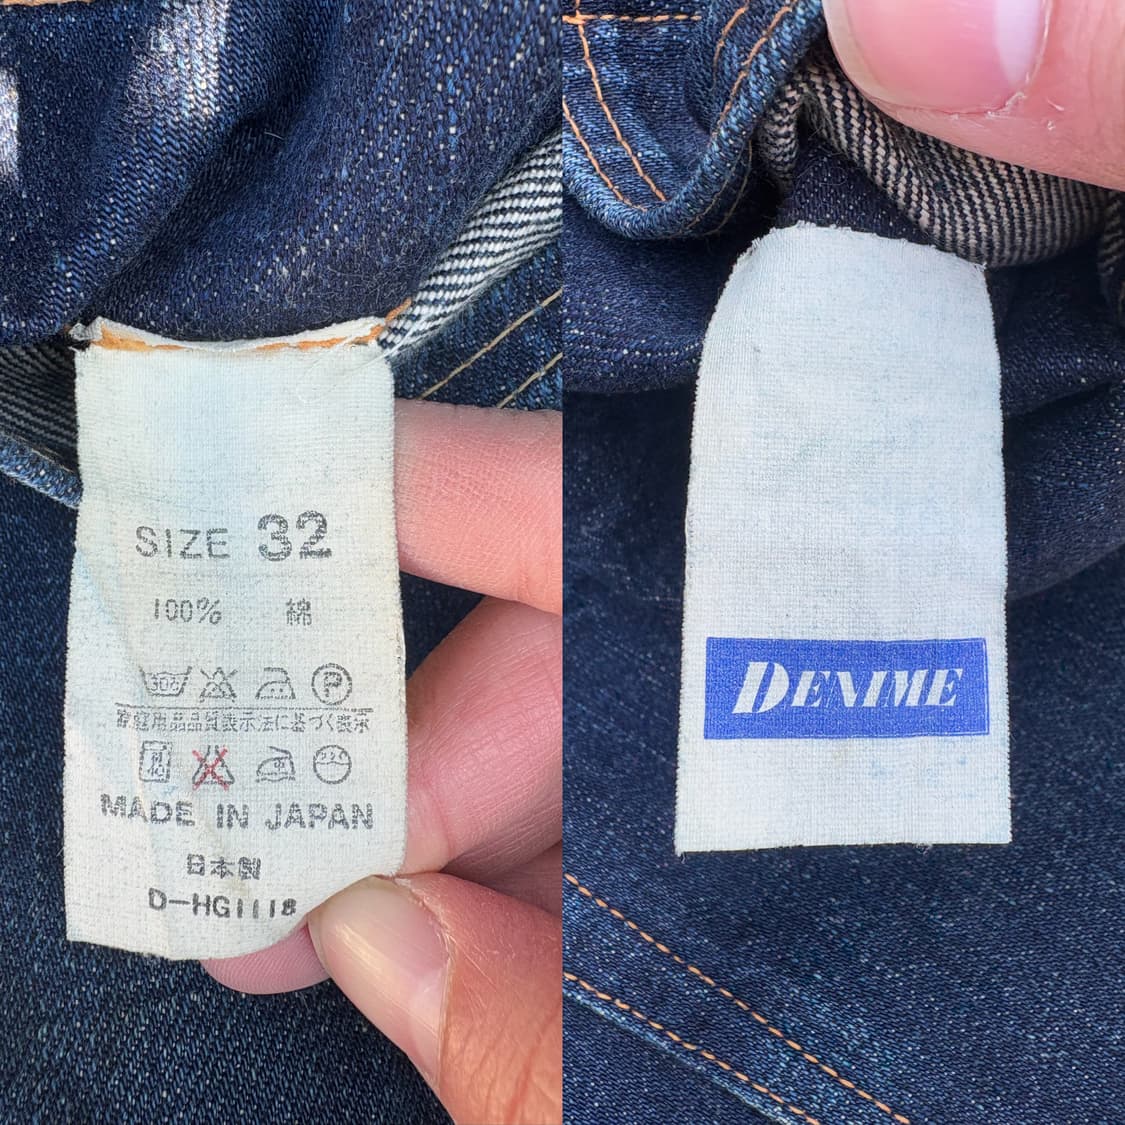 SIZE 32
100% 綿
P
家庭用品品質表示法に基づく表示
MADE IN JAPAN
日本製
D-HG1118
DENIME